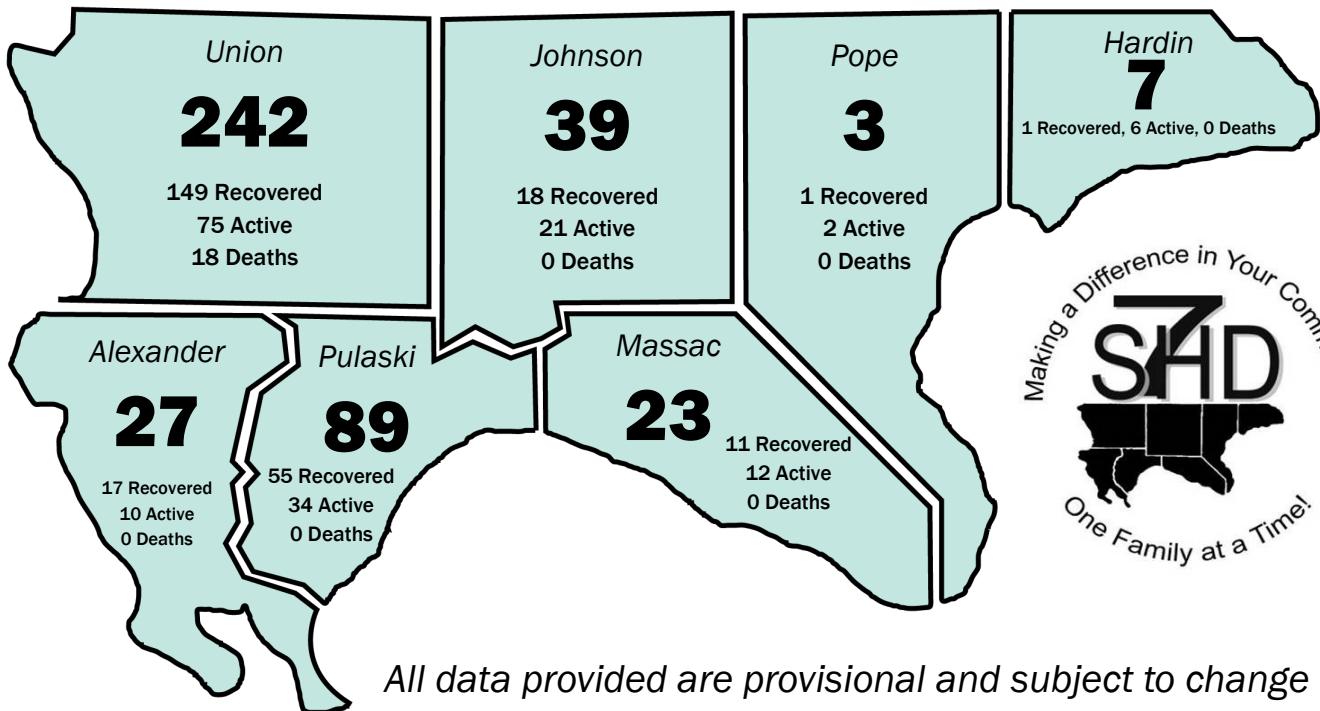 Union
242
149 Recovered
75 Active
18 Deaths
Johnson
39
18 Recovered
21 Active
0 Deaths
Pope
3
1 Recovered
2 Active
0 Deaths
Hardin
7
1 Recovered, 6 Active, 0 Deaths
Alexander
27
17 Recovered
10 Active
0 Deaths
Pulaski
89
55 Recovered
34 Active
0 Deaths
Massac
23
11 Recovered
12 Active
0 Deaths
Making a Difference in Your
S7HD
One Family at a Time!
All data provided are provisional and subject to change